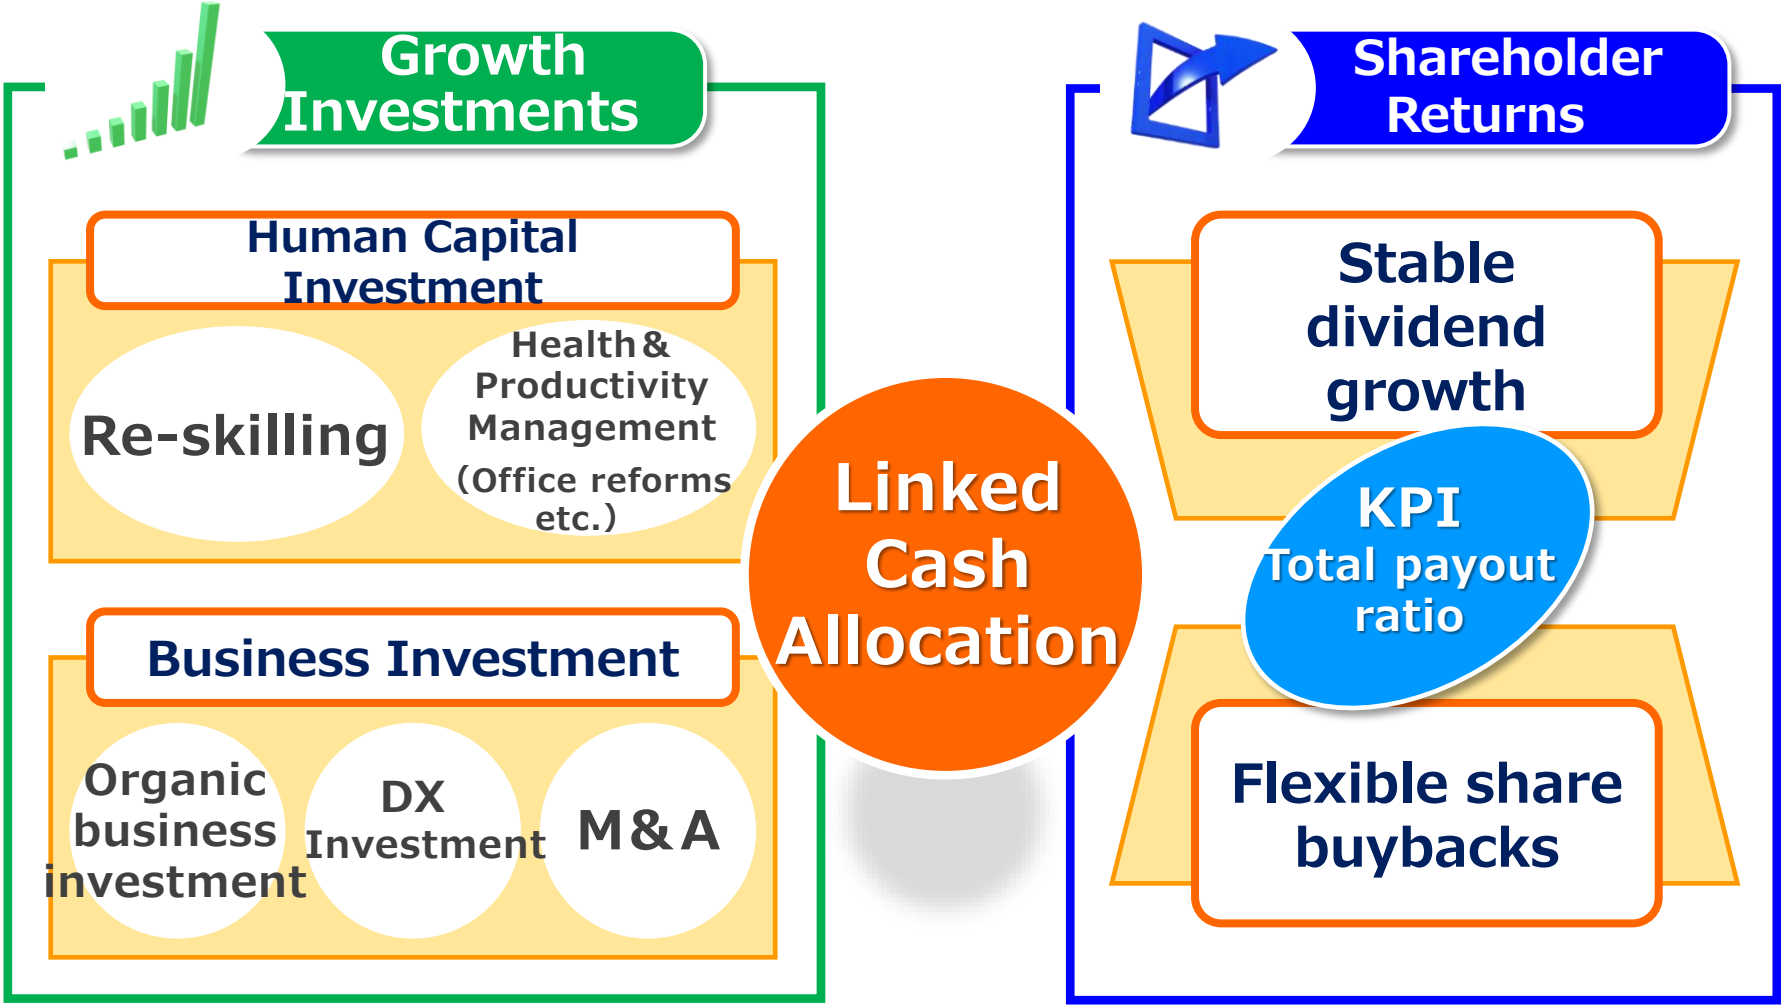 Growth
Investments
Human Capital
Investment
Re-skilling
Health&
Productivity
Management
(Office reforms
etc.)
Business Investment
Organic
business
investment
DX
Investment
M&A
Linked
Cash
Allocation
Shareholder
Returns
Stable
dividend
growth
KPI
Total payout
ratio
Flexible share
buybacks